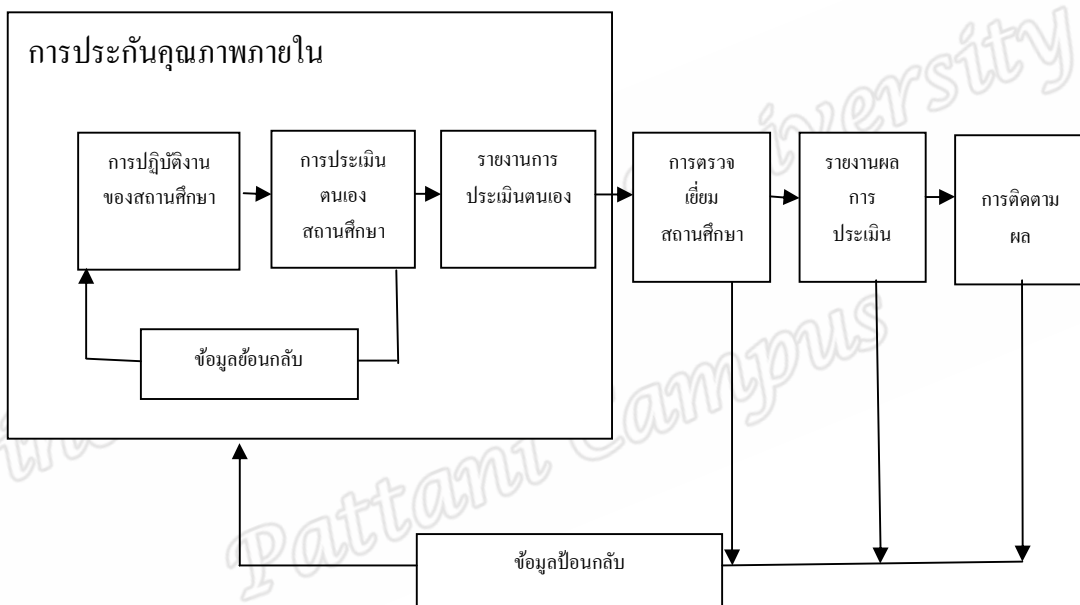 การประกันคุณภาพภายใน
การปฏิบัติงาน
ของสถานศึกษา
การประเมิน
ตนเอง
สถานศึกษา
รายงานการ
ประเมินตนเอง
การตรวจ
เยี่ยม
สถานศึกษา
รายงานผล
การ
ประเมิน
การติดตาม
ผล
ข้อมูลย้อนกลับ
ข้อมูลป้อนกลับ
Pattani Campus